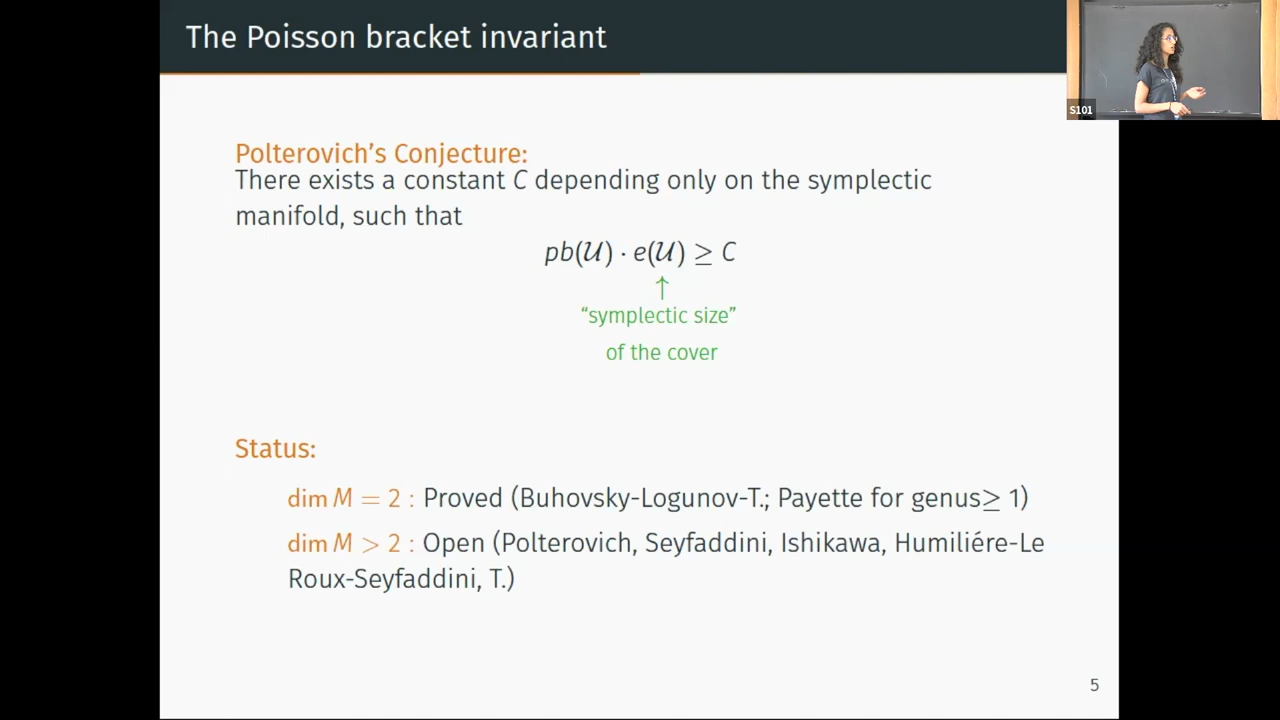 The Poisson bracket invariant
S101
Polterovich’s Conjecture:
There exists a constant C depending only on the symplectic
manifold, such that
pb(𝒰) · e(𝒰) ≥ C
↑
“symplectic size”
of the cover
Status:
dim M = 2 : Proved (Buhovsky-Logunov-T.; Payette for genus≥ 1)
dim M > 2 : Open (Polterovich, Seyfaddini, Ishikawa, Humiliére-Le
Roux-Seyfaddini, T.)
5